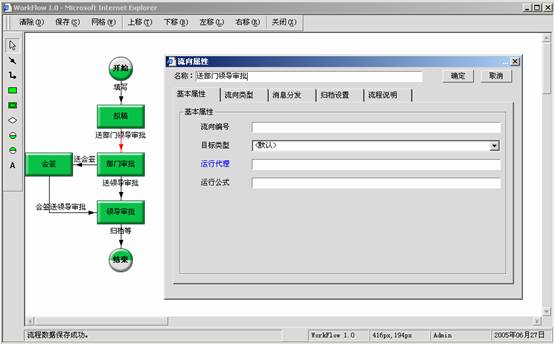 WorkFlow 1.0 - Microsoft Internet Explorer
清除(D) 保存(S) 网格(W) 上移(T) 下移(B) 左移(L) 右移(R) 关闭(X)
开始
填写
拟稿
送部门领导审批
会签
送会签
部门审批
送领导审批
会签送领导审批
领导审批
归档等
结束
A
流向属性
名称: 送部门领导审批 确定 取消
基本属性 流向类型 消息分发 归档设置 流程说明
基本属性
流向编号
目标类型 <默认>
运行代理
运行公式
流程数据保存成功。 WorkFlow 1.0 416px,194px Admin 2005年06月27日